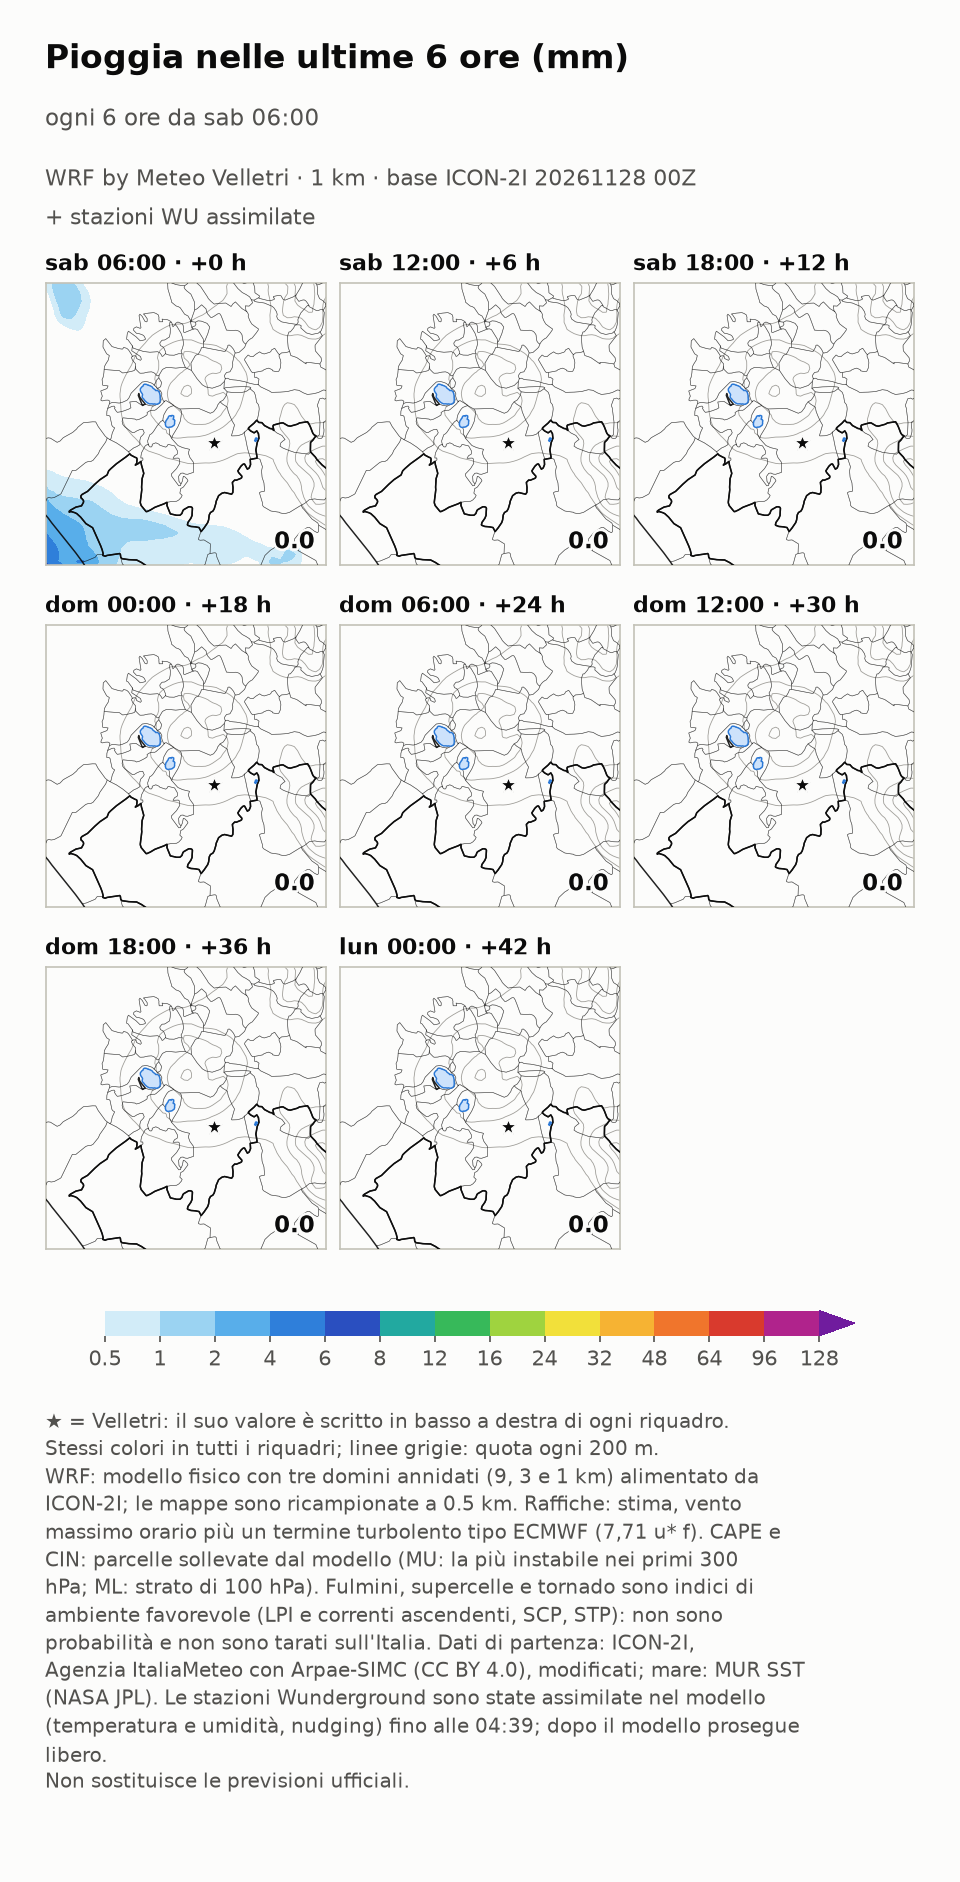 Pioggia nelle ultime 6 ore (mm)
ogni 6 ore da sab 06:00
WRF by Meteo Velletri · 1 km · base ICON-2I 20261128 00Z
+ stazioni WU assimilate
sab 06:00 · +0 h
sab 12:00 · +6 h
sab 18:00 · +12 h
0.0
0.0
0.0
dom 00:00 · +18 h
dom 06:00 · +24 h
dom 12:00 · +30 h
0.0
0.0
0.0
dom 18:00 · +36 h
lun 00:00 · +42 h
0.0
0.0
0.5 1 2 4 6 8 12 16 24 32 48 64 96 128
★ = Velletri: il suo valore è scritto in basso a destra di ogni riquadro.
Stessi colori in tutti i riquadri; linee grigie: quota ogni 200 m.
WRF: modello fisico con tre domini annidati (9, 3 e 1 km) alimentato da
ICON-2I; le mappe sono ricampionate a 0.5 km. Raffiche: stima, vento
massimo orario più un termine turbolento tipo ECMWF (7,71 u* f). CAPE e
CIN: parcelle sollevate dal modello (MU: la più instabile nei primi 300
hPa; ML: strato di 100 hPa). Fulmini, supercelle e tornado sono indici di
ambiente favorevole (LPI e correnti ascendenti, SCP, STP): non sono
probabilità e non sono tarati sull'Italia. Dati di partenza: ICON-2I,
Agenzia ItaliaMeteo con Arpae-SIMC (CC BY 4.0), modificati; mare: MUR SST
(NASA JPL). Le stazioni Wunderground sono state assimilate nel modello
(temperatura e umidità, nudging) fino alle 04:39; dopo il modello prosegue
libero.
Non sostituisce le previsioni ufficiali.